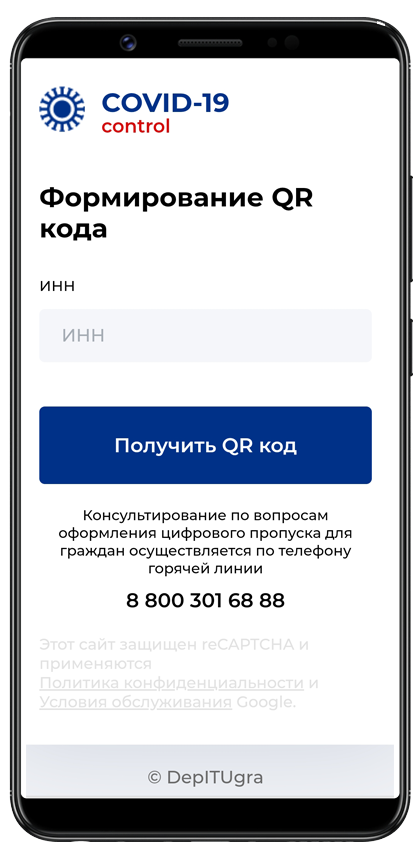 COVID-19
control
Формирование QR
кода
ИНН
ИНН
Получить QR код
Консультирование по вопросам
оформления цифрового пропуска для
граждан осуществляется по телефону
горячей линии
8 800 301 68 88
Этот сайт защищен reCAPTCHA и
применяются
Политика конфиденциальности и
Условия обслуживания Google.
© DepITUgra